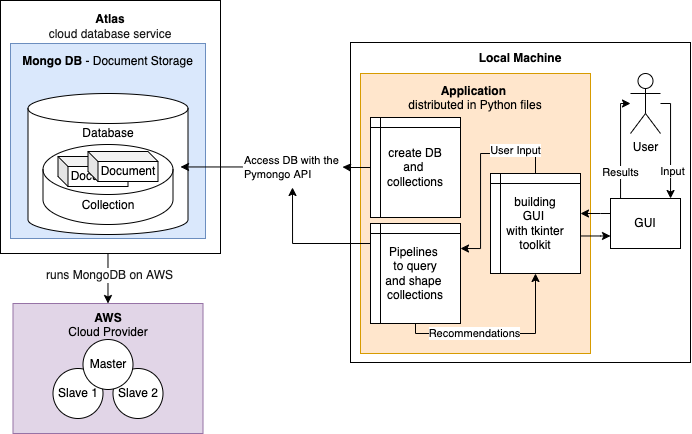 Atlas
cloud database service
Mongo DB - Document Storage
Database
Docu
Document
Collection
runs MongoDB on AWS
AWS
Cloud Provider
Master
Slave 1
Slave 2
Access DB with the
Pymongo API
Local Machine
Application
distributed in Python files
create DB
and
collections
User Input
Pipelines
to query
and shape
collections
building
GUI
with tkinter
toolkit
Recommendations
User
Results
Input
GUI